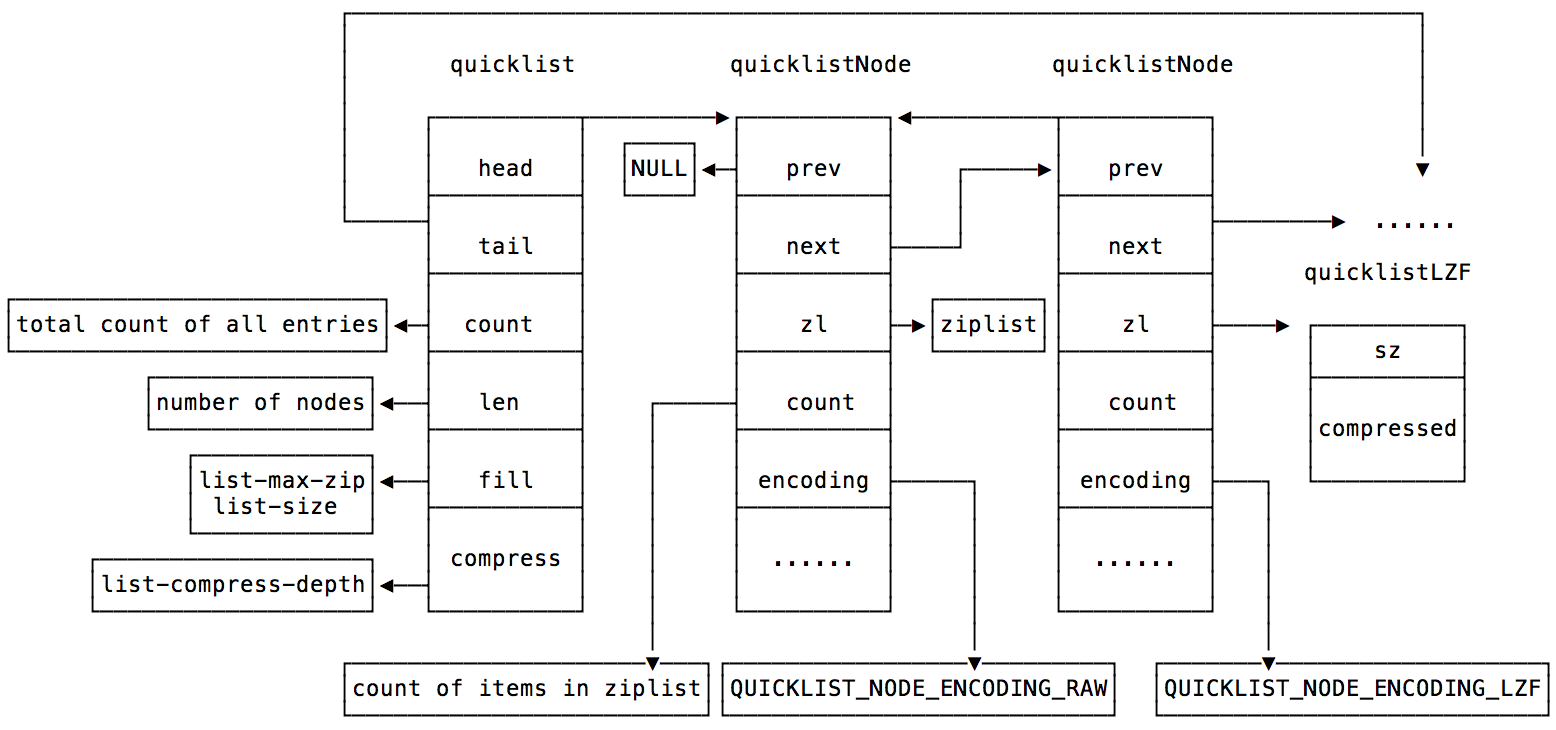 quicklist quicklistNode quicklistNode
head NULL prev prev
tail next next ......
quicklistLZF
total count of all entries count zl ziplist zl
sz
number of nodes len count count
compressed
list-max-zip fill encoding encoding
list-size
compress ...... ......
list-compress-depth
count of items in ziplist QUICKLIST_NODE_ENCODING_RAW QUICKLIST_NODE_ENCODING_LZF